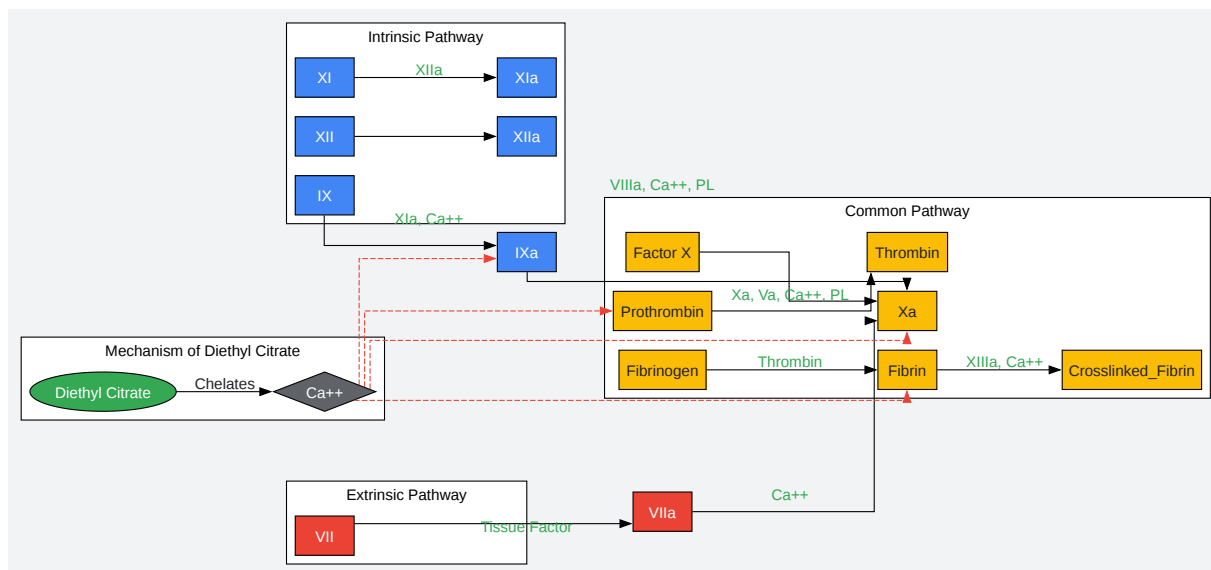 Intrinsic Pathway
XI
XIIa
XIa
XII
XIIa
IX
XIa, Ca++
IXa
VIIIa, Ca++, PL
Common Pathway
Factor X
Thrombin
Xa, Va, Ca++, PL
Prothrombin
Xa
Fibrinogen
Thrombin
Fibrin
XIIIa, Ca++
Crosslinked_Fibrin
Mechanism of Diethyl Citrate
Diethyl Citrate
Chelates
Ca++
Extrinsic Pathway
VII
Tissue Factor
VIIa
Ca++